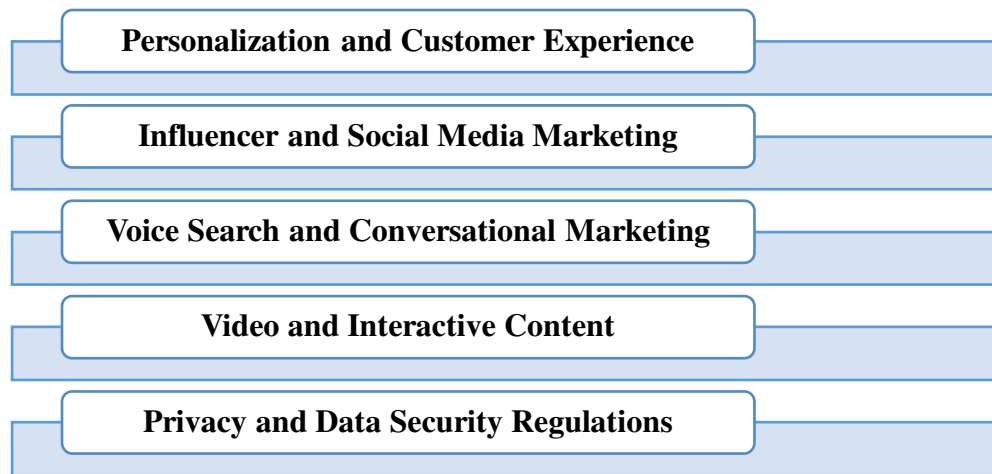 Personalization and Customer Experience
Influencer and Social Media Marketing
Voice Search and Conversational Marketing
Video and Interactive Content
Privacy and Data Security Regulations